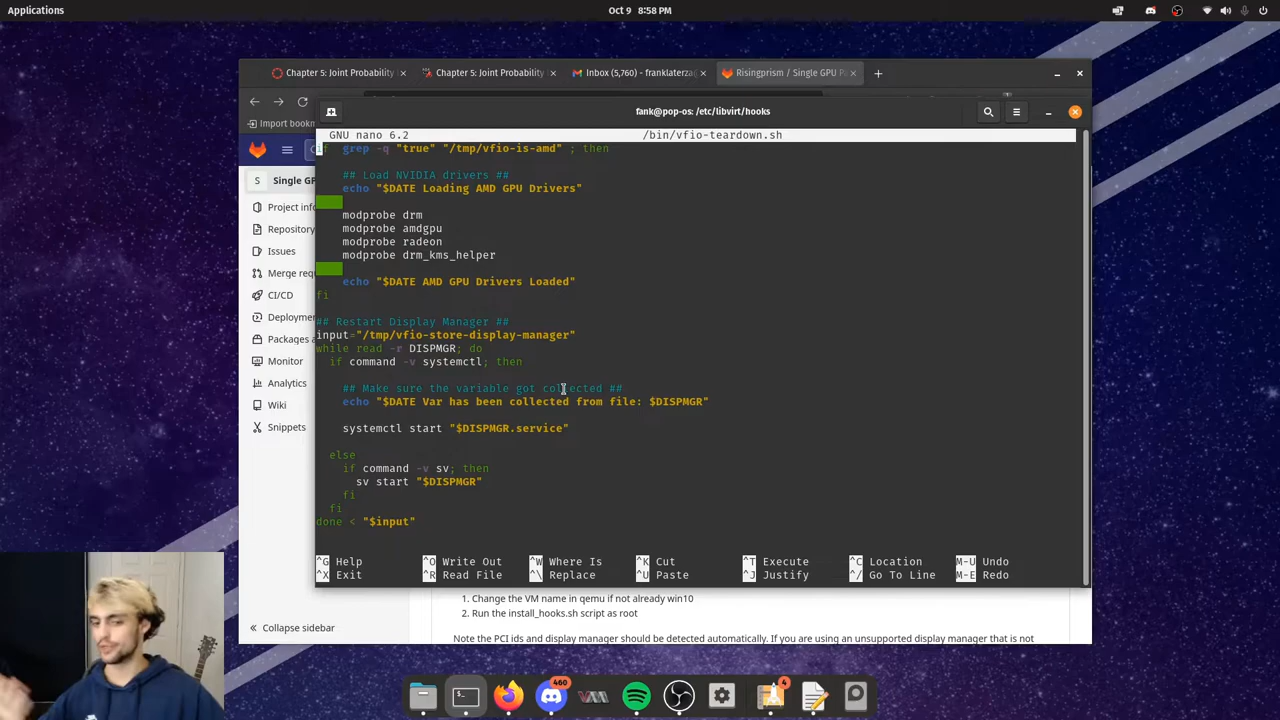 Applications
Oct 9 8:58 PM
Chapter 5: Joint Probability
Chapter 5: Joint Probability
Inbox (5,760) - franklaterza@
Risingprism / Single GPU P
Import bookm
fank@pop-os: /etc/libvirt/hooks
GNU nano 6.2
/bin/vfio-teardown.sh
if grep -q "true" "/tmp/vfio-is-amd" ; then
## Load NVIDIA drivers ##
echo "$DATE Loading AMD GPU Drivers"
modprobe drm
modprobe amdgpu
modprobe radeon
modprobe drm_kms_helper
echo "$DATE AMD GPU Drivers Loaded"
fi
## Restart Display Manager ##
input="/tmp/vfio-store-display-manager"
while read -r DISPMGR; do
if command -v systemctl; then
## Make sure the variable got collected ##
echo "$DATE Var has been collected from file: $DISPMGR"
systemctl start "$DISPMGR.service"
else
if command -v sv; then
sv start "$DISPMGR"
fi
fi
done < "$input"
^G Help
^O Write Out
^W Where Is
^K Cut
^T Execute
^C Location
M-U Undo
^X Exit
^R Read File
^\ Replace
^U Paste
^J Justify
^/ Go To Line
M-E Redo
S
Single GP
Project info
Repository
Issues
Merge requ
CI/CD
Deploymen
Packages a
Monitor
Analytics
Wiki
Snippets
Collapse sidebar
1. Change the VM name in qemu if not already win10
2. Run the install_hooks.sh script as root
Note the PCI ids and display manager should be detected automatically. If you are using an unsupported display manager that is not
460
4